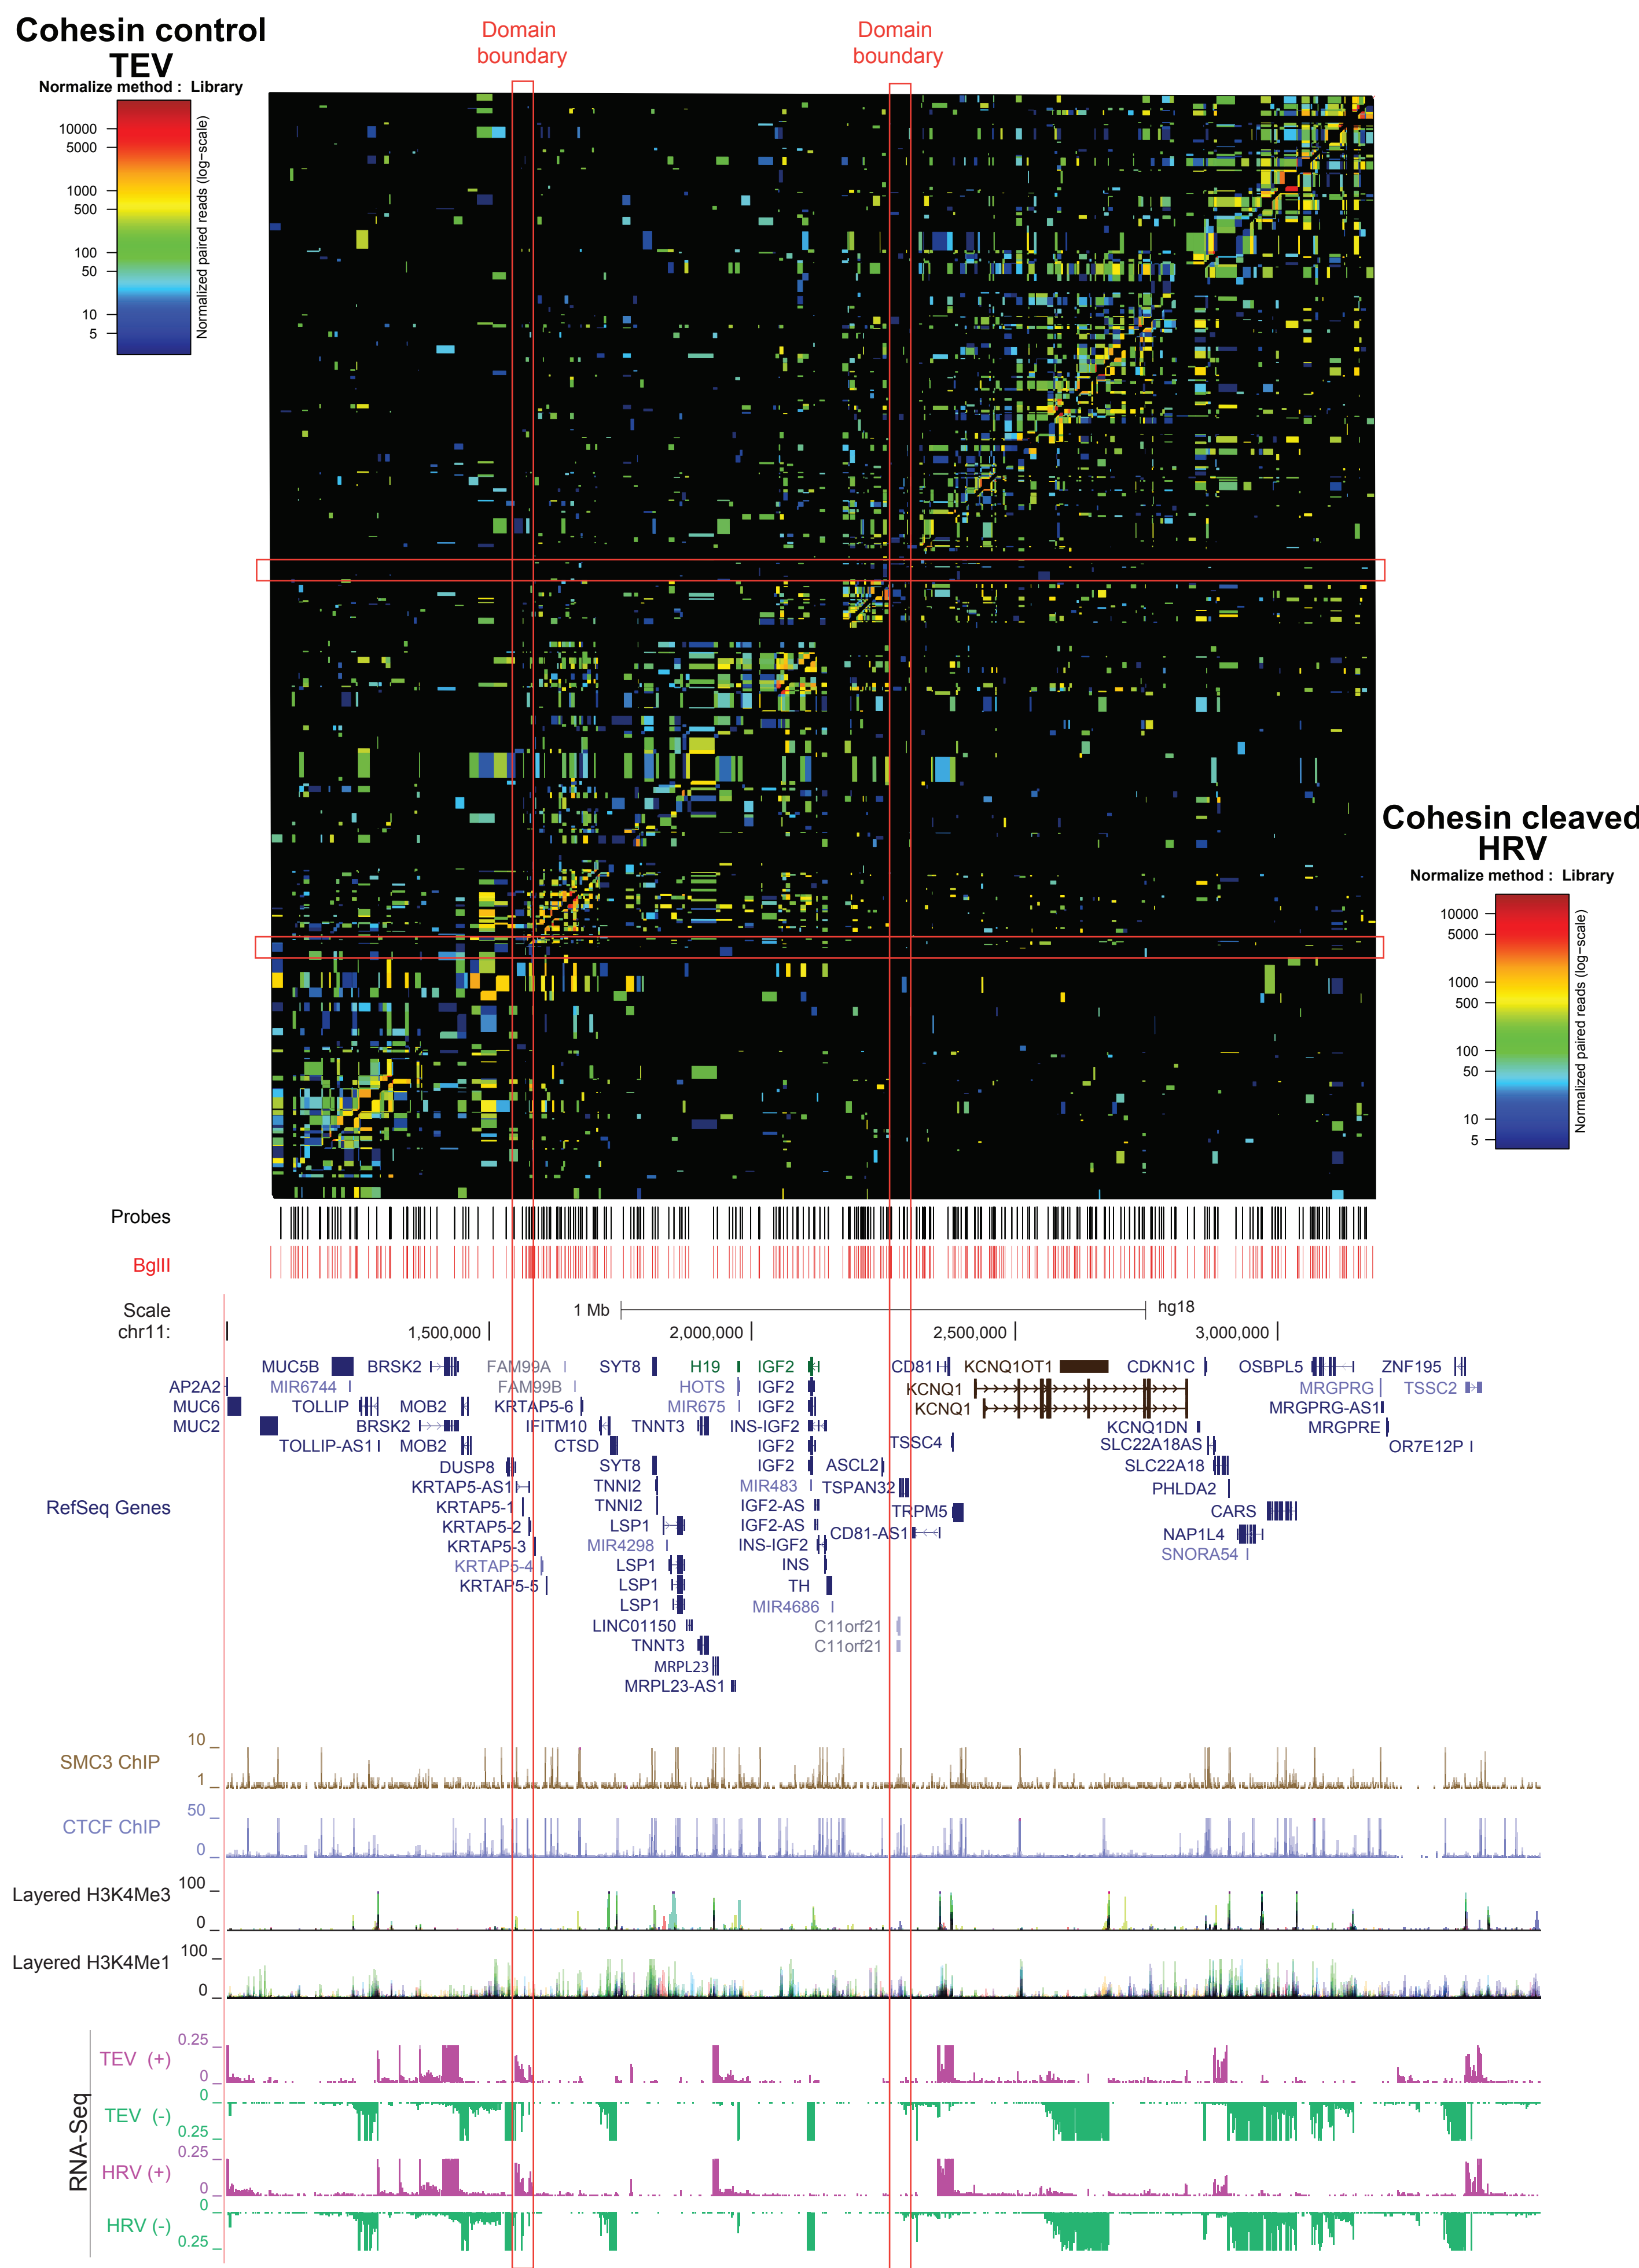 Cohesin control
TEV
Normalize method :  Library
10000
5000
1000
500
100
50
10
5
Normalized paired reads (log−scale)
Domain
boundary
Domain
boundary
Cohesin cleaved
HRV
Normalize method :  Library
10000
5000
1000
500
100
50
10
5
Normalized paired reads (log−scale)
Probes
BglII
Scale
1 Mb
hg18
chr11:
1,500,000
2,000,000
2,500,000
3,000,000
MUC5B BRSK2 FAM99A SYT8 H19 IGF2 CD81 KCNQ1OT1 CDKN1C OSBPL5 ZNF195
AP2A2 MIR6744 FAM99B HOTS IGF2 KCNQ1 MRGPRG TSSC2
MUC6 TOLLIP MOB2 KRTAP5-6 MIR675 IGF2 KCNQ1 MRGPRG-AS1
MUC2 BRSK2 IFITM10 TNNT3 INS-IGF2 KCNQ1DN MRGPRE
TOLLIP-AS1 MOB2 CTSD IGF2 TSSC4 SLC22A18AS OR7E12P
DUSP8 SYT8 IGF2 ASCL2 SLC22A18
KRTAP5-AS1 TNNI2 MIR483 TSPAN32 PHLDA2
RefSeq Genes
KRTAP5-1 TNNI2 IGF2-AS TRPM5 CARS
KRTAP5-2 LSP1 IGF2-AS CD81-AS1 NAP1L4
KRTAP5-3 MIR4298 INS-IGF2 SNORA54
KRTAP5-4 LSP1 INS
KRTAP5-5 LSP1 TH
LSP1 MIR4686
LINC01150 C11orf21
TNNT3 C11orf21
MRPL23
MRPL23-AS1
SMC3 ChIP
10
1
CTCF ChIP
50
0
Layered H3K4Me3
100
0
Layered H3K4Me1
100
0
RNA-Seq
TEV (+)
0.25
0
TEV (-)
0
0.25
HRV (+)
0.25
0
HRV (-)
0
0.25